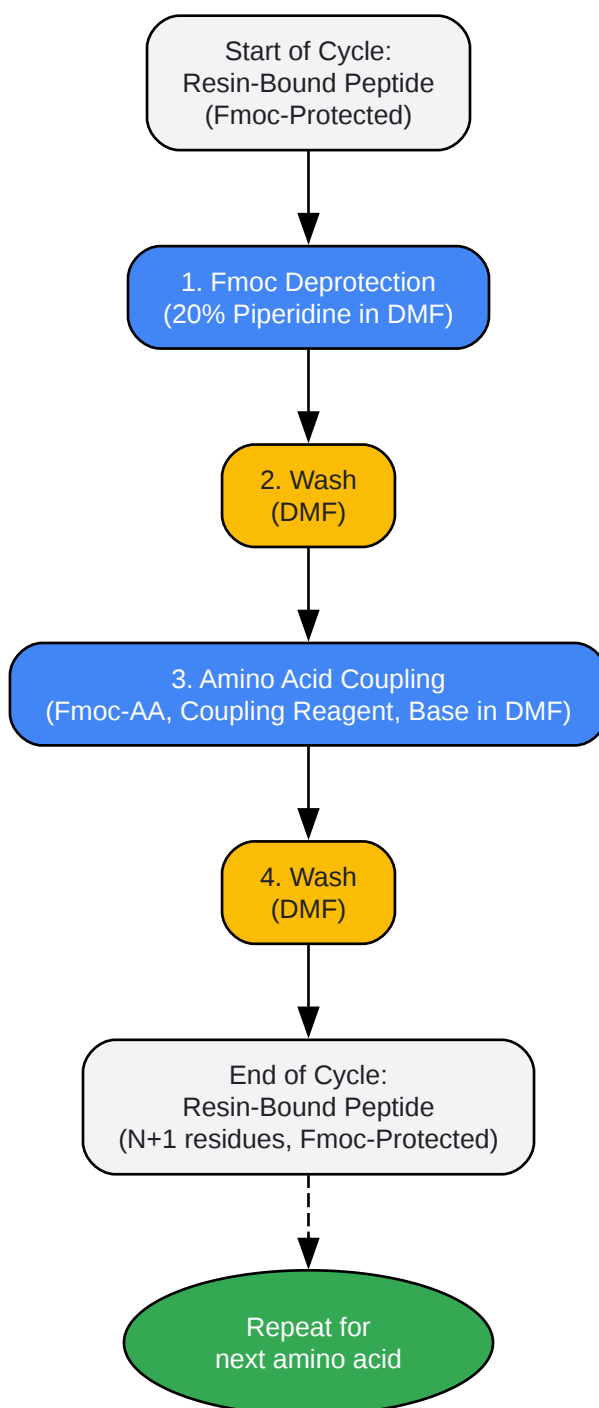 Start of Cycle:
Resin-Bound Peptide
(Fmoc-Protected)
1. Fmoc Deprotection
(20% Piperidine in DMF)
2. Wash
(DMF)
3. Amino Acid Coupling
(Fmoc-AA, Coupling Reagent, Base in DMF)
4. Wash
(DMF)
End of Cycle:
Resin-Bound Peptide
(N+1 residues, Fmoc-Protected)
Repeat for
next amino acid